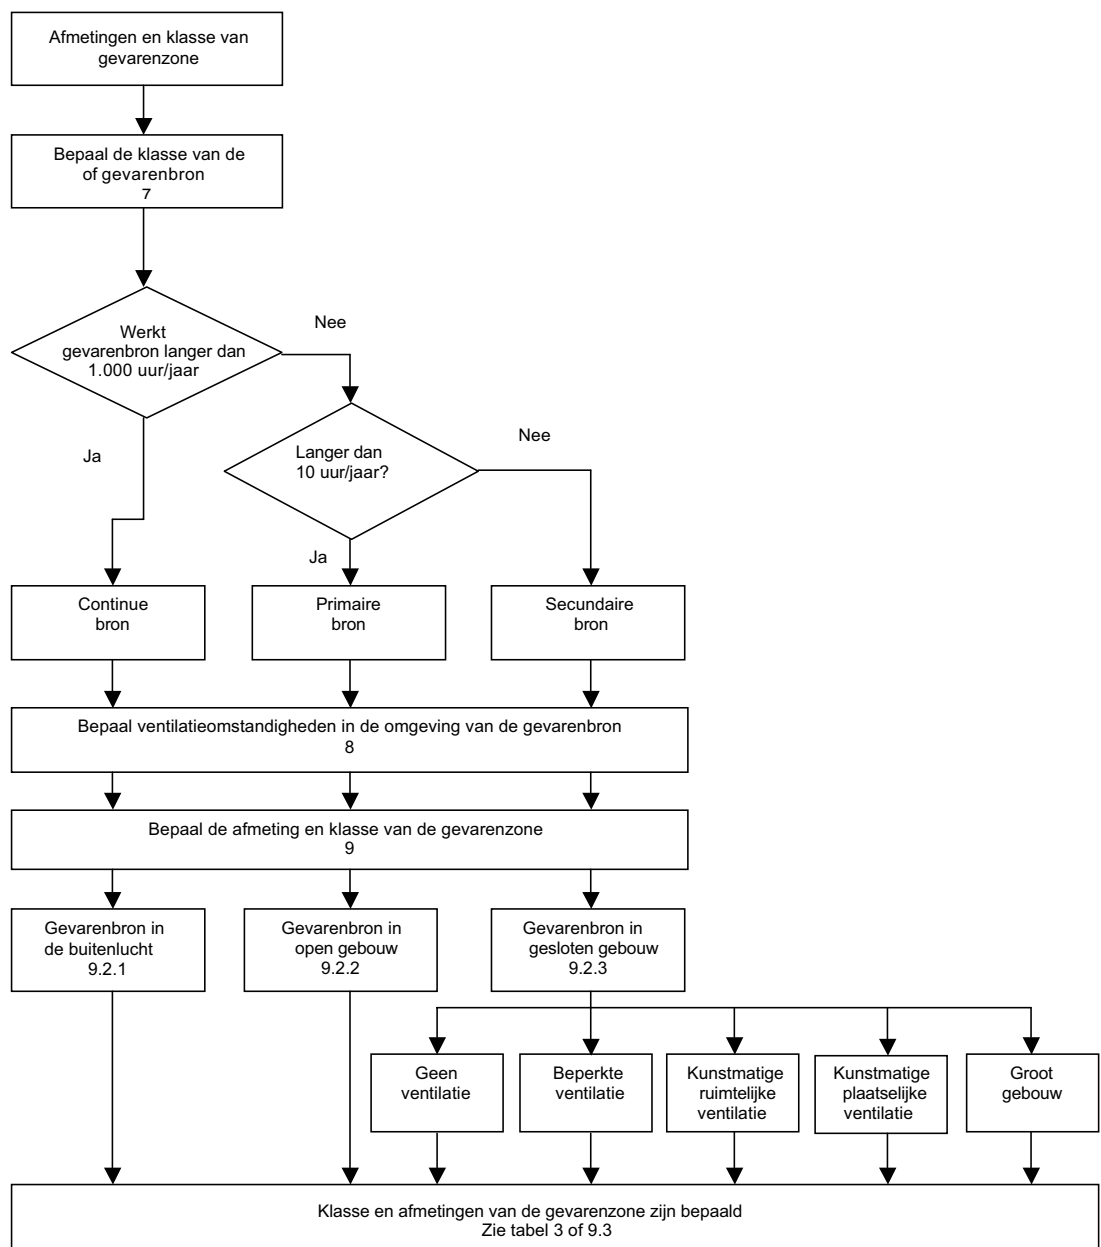 Afmetingen en klasse van
gevarenzone
Bepaal de klasse van de
of gevarenbron
7
Werkt
gevarenbron langer dan
1.000 uur/jaar
Nee
Ja
Langer dan
10 uur/jaar?
Nee
Ja
Continue
bron
Primaire
bron
Secundaire
bron
Bepaal ventilatieomstandigheden in de omgeving van de gevarenbron
8
Bepaal de afmeting en klasse van de gevarenzone
9
Gevarenbron in
de buitenlucht
9.2.1
Gevarenbron in
open gebouw
9.2.2
Gevarenbron in
gesloten gebouw
9.2.3
Geen
ventilatie
Beperkte
ventilatie
Kunstmatige
ruimtelijke
ventilatie
Kunstmatige
plaatselijke
ventilatie
Groot
gebouw
Klasse en afmetingen van de gevarenzone zijn bepaald
Zie tabel 3 of 9.3